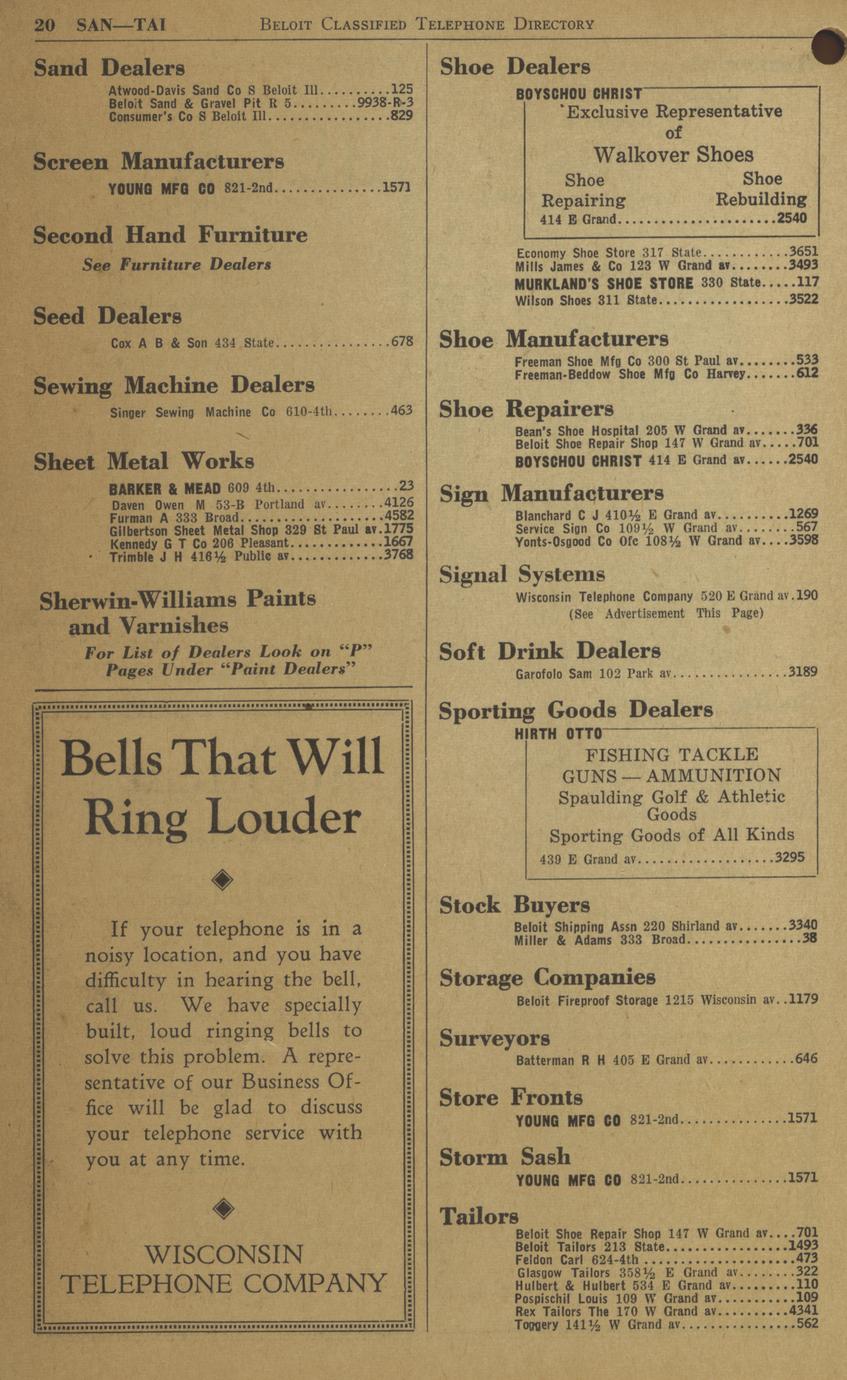 20 SAN—TAI BELOIT CLASSIFIED TELEPHONE DIRECTORY
Sand Dealers
Atwood-Davis Sand Co S Beloit Ill..........125
Beloit Sand & Gravel Pit R 5.........9938-R-3
Consumer's Co S Beloit Ill.................829
Screen Manufacturers
YOUNG MFG CO 821-2nd...............1571
Second Hand Furniture
See Furniture Dealers
Seed Dealers
Cox A B & Son 434 State................678
Sewing Machine Dealers
Singer Sewing Machine Co 610-4th........463
Sheet Metal Works
BARKER & MEAD 609 4th.................23
Daven Owen M 53-B Portland av........4126
Furman A 333 Broad....................4582
Gilbertson Sheet Metal Shop 329 St Paul av.1775
Kennedy G T Co 206 Pleasant.............1667
Trimble J H 416½ Public av.............3768
Sherwin-Williams Paints
and Varnishes
For List of Dealers Look on "P"
Pages Under "Paint Dealers"
Bells That Will
Ring Louder
If your telephone is in a
noisy location, and you have
difficulty in hearing the bell,
call us. We have specially
built, loud ringing bells to
solve this problem. A repre-
sentative of our Business Of-
fice will be glad to discuss
your telephone service with
you at any time.
WISCONSIN
TELEPHONE COMPANY
Shoe Dealers
BOYSCHOU CHRIST
Exclusive Representative
of
Walkover Shoes
Shoe Shoe
Repairing Rebuilding
414 E Grand......................2540
Economy Shoe Store 317 State............3651
Mills James & Co 123 W Grand av........3493
MURKLAND'S SHOE STORE 330 State.....117
Wilson Shoes 311 State..................3522
Shoe Manufacturers
Freeman Shoe Mfg Co 300 St Paul av........533
Freeman-Beddow Shoe Mfg Co Harvey.......612
Shoe Repairers
Bean's Shoe Hospital 205 W Grand av.......336
Beloit Shoe Repair Shop 147 W Grand av.....701
BOYSCHOU CHRIST 414 E Grand av......2540
Sign Manufacturers
Blanchard C J 410½ E Grand av..........1269
Service Sign Co 109½ W Grand av........567
Yonts-Osgood Co Ofc 108½ W Grand av....3598
Signal Systems
Wisconsin Telephone Company 520 E Grand av.190
(See Advertisement This Page)
Soft Drink Dealers
Garofolo Sam 102 Park av................3189
Sporting Goods Dealers
HIRTH OTTO
FISHING TACKLE
GUNS — AMMUNITION
Spaulding Golf & Athletic
Goods
Sporting Goods of All Kinds
439 E Grand av...................3295
Stock Buyers
Beloit Shipping Assn 220 Shirland av.......3340
Miller & Adams 333 Broad................38
Storage Companies
Beloit Fireproof Storage 1215 Wisconsin av..1179
Surveyors
Batterman R H 405 E Grand av............646
Store Fronts
YOUNG MFG CO 821-2nd...............1571
Storm Sash
YOUNG MFG CO 821-2nd...............1571
Tailors
Beloit Shoe Repair Shop 147 W Grand av....701
Beloit Tailors 213 State.................1493
Feldon Carl 624-4th .....................473
Glasgow Tailors 358½ E Grand av........322
Hulbert & Hulbert 534 E Grand av.........110
Pospischil Louis 109 W Grand av...........109
Rex Tailors The 170 W Grand av..........4341
Toggery 141½ W Grand av................562